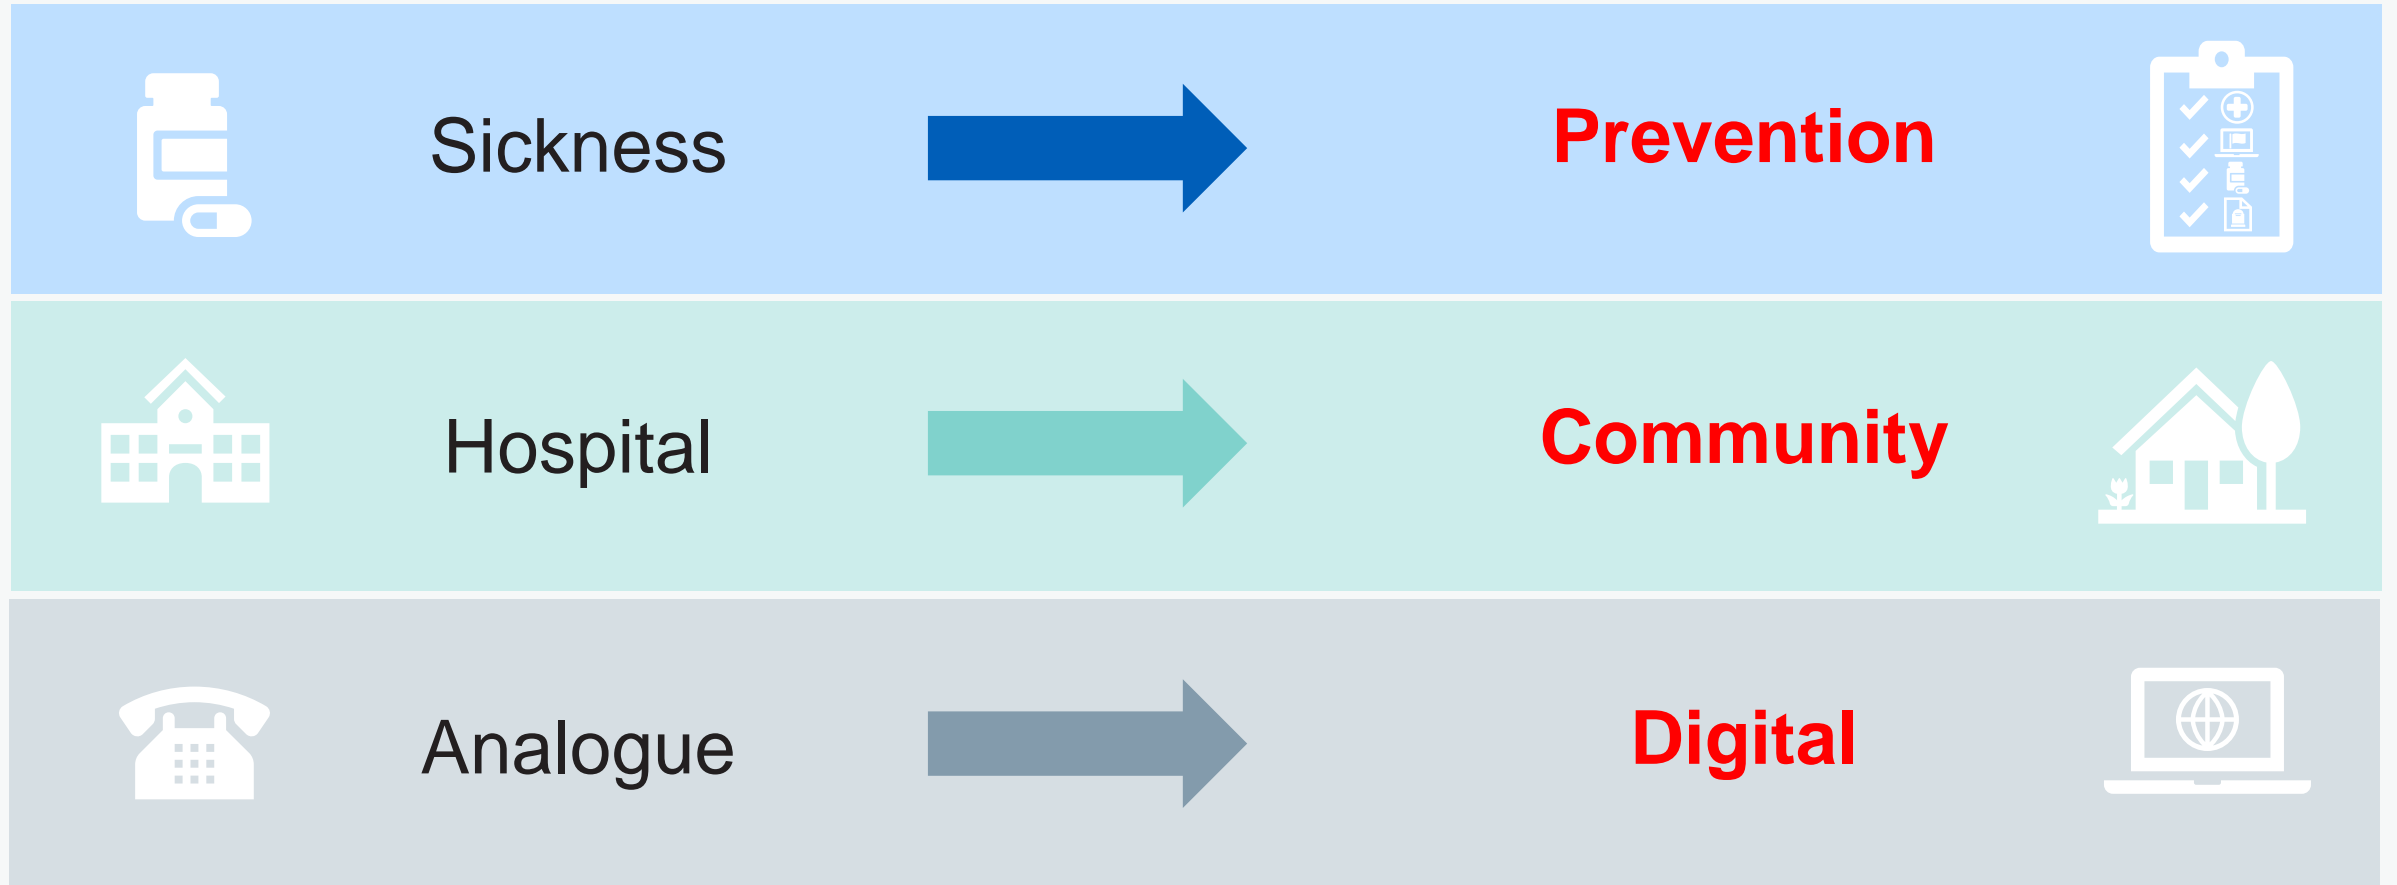 Sickness
Prevention
Hospital
Community
Analogue
Digital